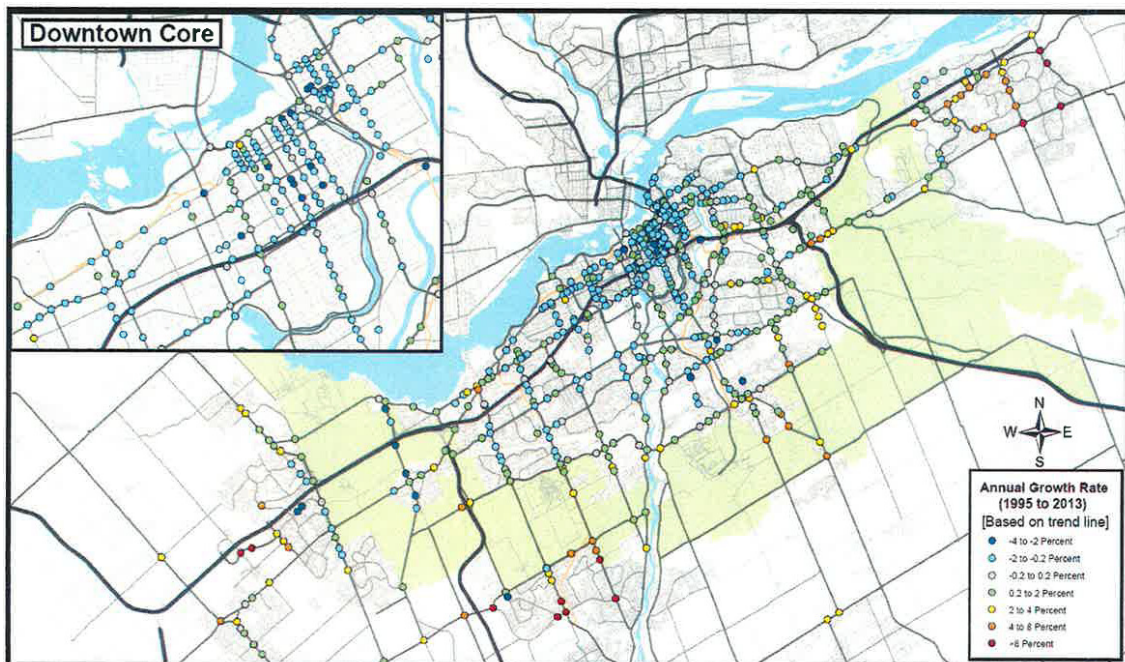 Downtown Core
N
W E
S
Annual Growth Rate
(1995 to 2013)
[Based on trend line]
-4 to -2 Percent
-2 to -0.2 Percent
-0.2 to 0.2 Percent
0.2 to 2 Percent
2 to 4 Percent
4 to 8 Percent
>8 Percent